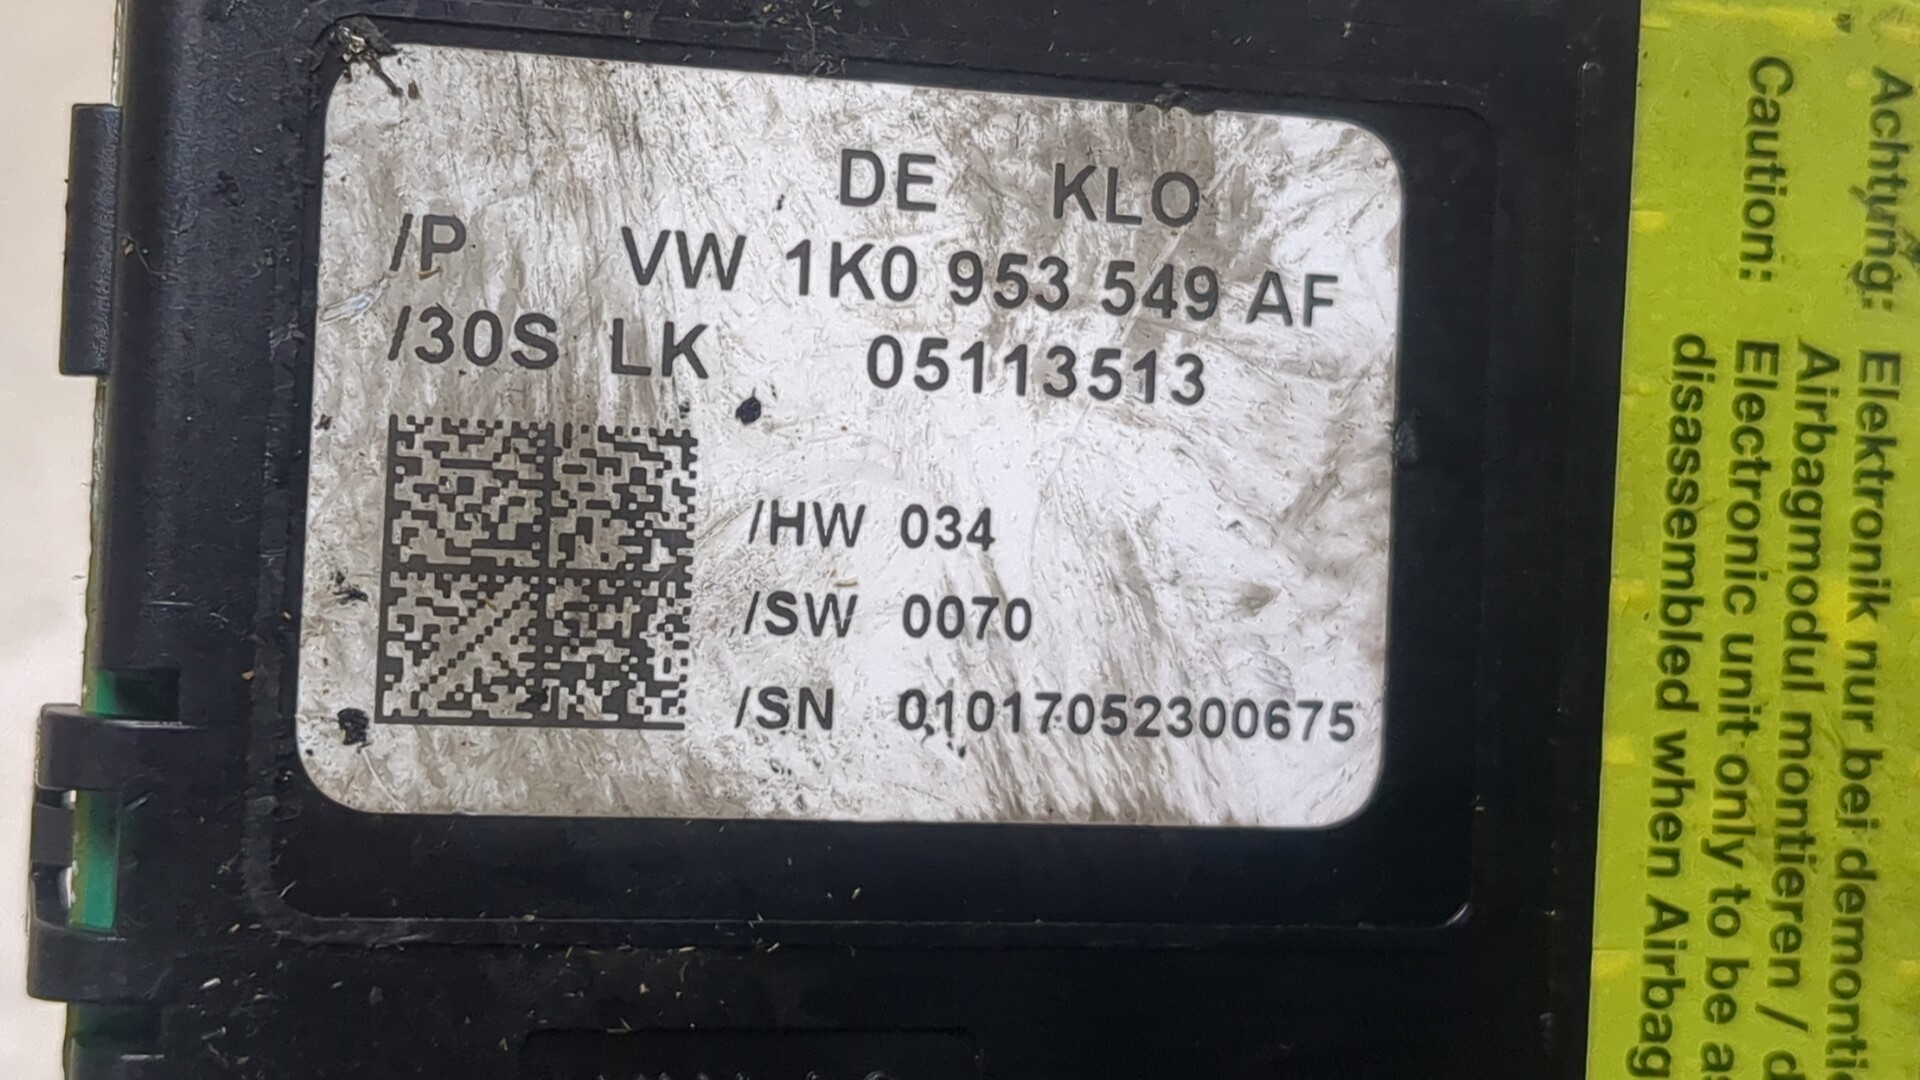 DE KLO
/P VW 1K0 953 549 AF
/30S LK 05113513
/HW 034
/SW 0070
/SN 01017052300675
Achtung: Elektronik nur bei
Airbagmodul montieren / d
Caution: Electronic unit only to be
disassembled when Airbag